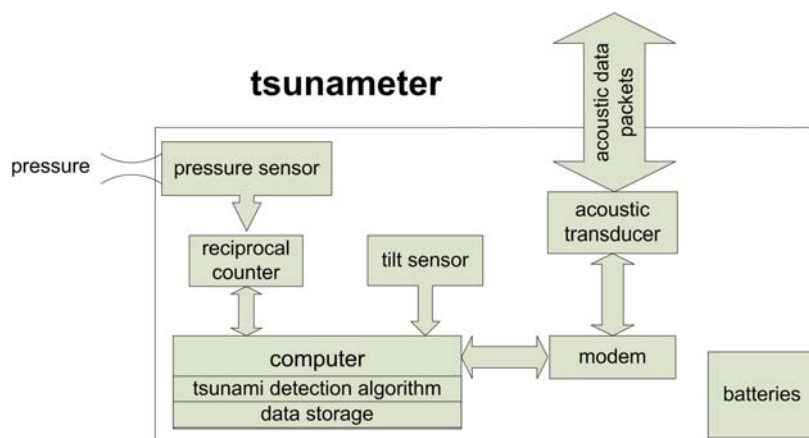 tsunameter
acoustic data
packets
pressure
pressure sensor
acoustic
transducer
reciprocal
counter
tilt sensor
computer
modem
tsunami detection algorithm
data storage
batteries